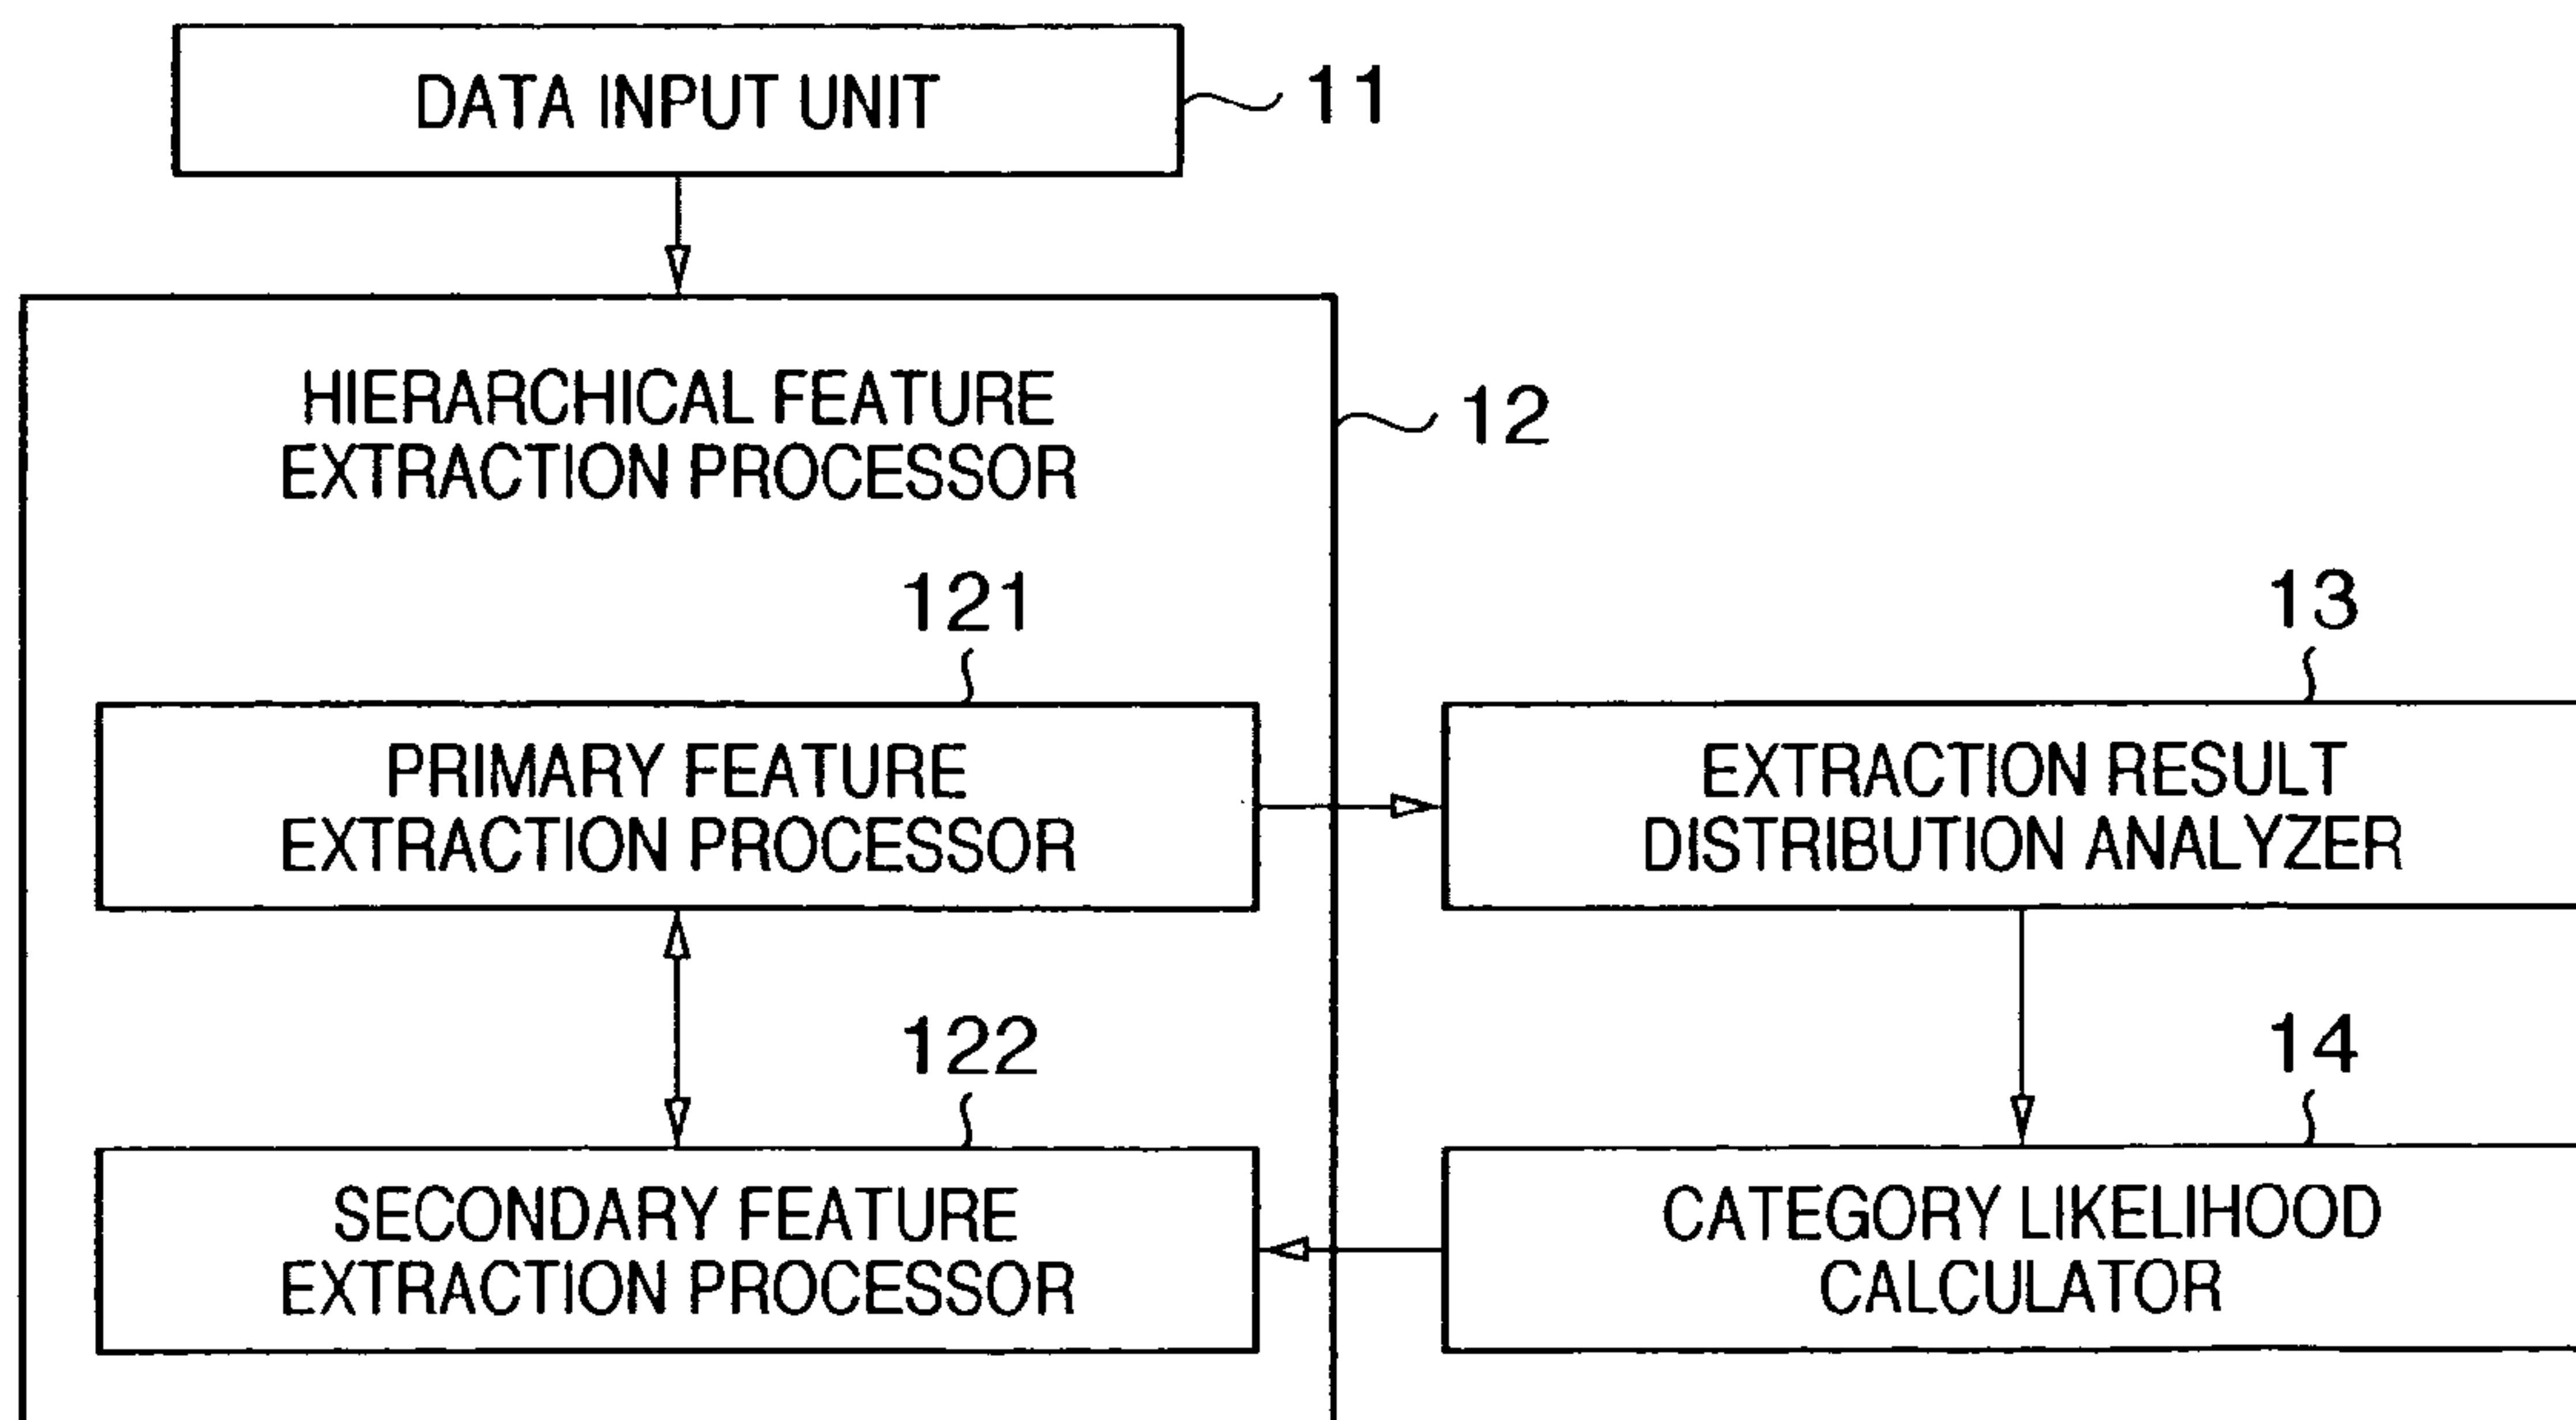 DATA INPUT UNIT
11
HIERARCHICAL FEATURE
EXTRACTION PROCESSOR
12
121
PRIMARY FEATURE
EXTRACTION PROCESSOR
13
EXTRACTION RESULT
DISTRIBUTION ANALYZER
122
SECONDARY FEATURE
EXTRACTION PROCESSOR
14
CATEGORY LIKELIHOOD
CALCULATOR